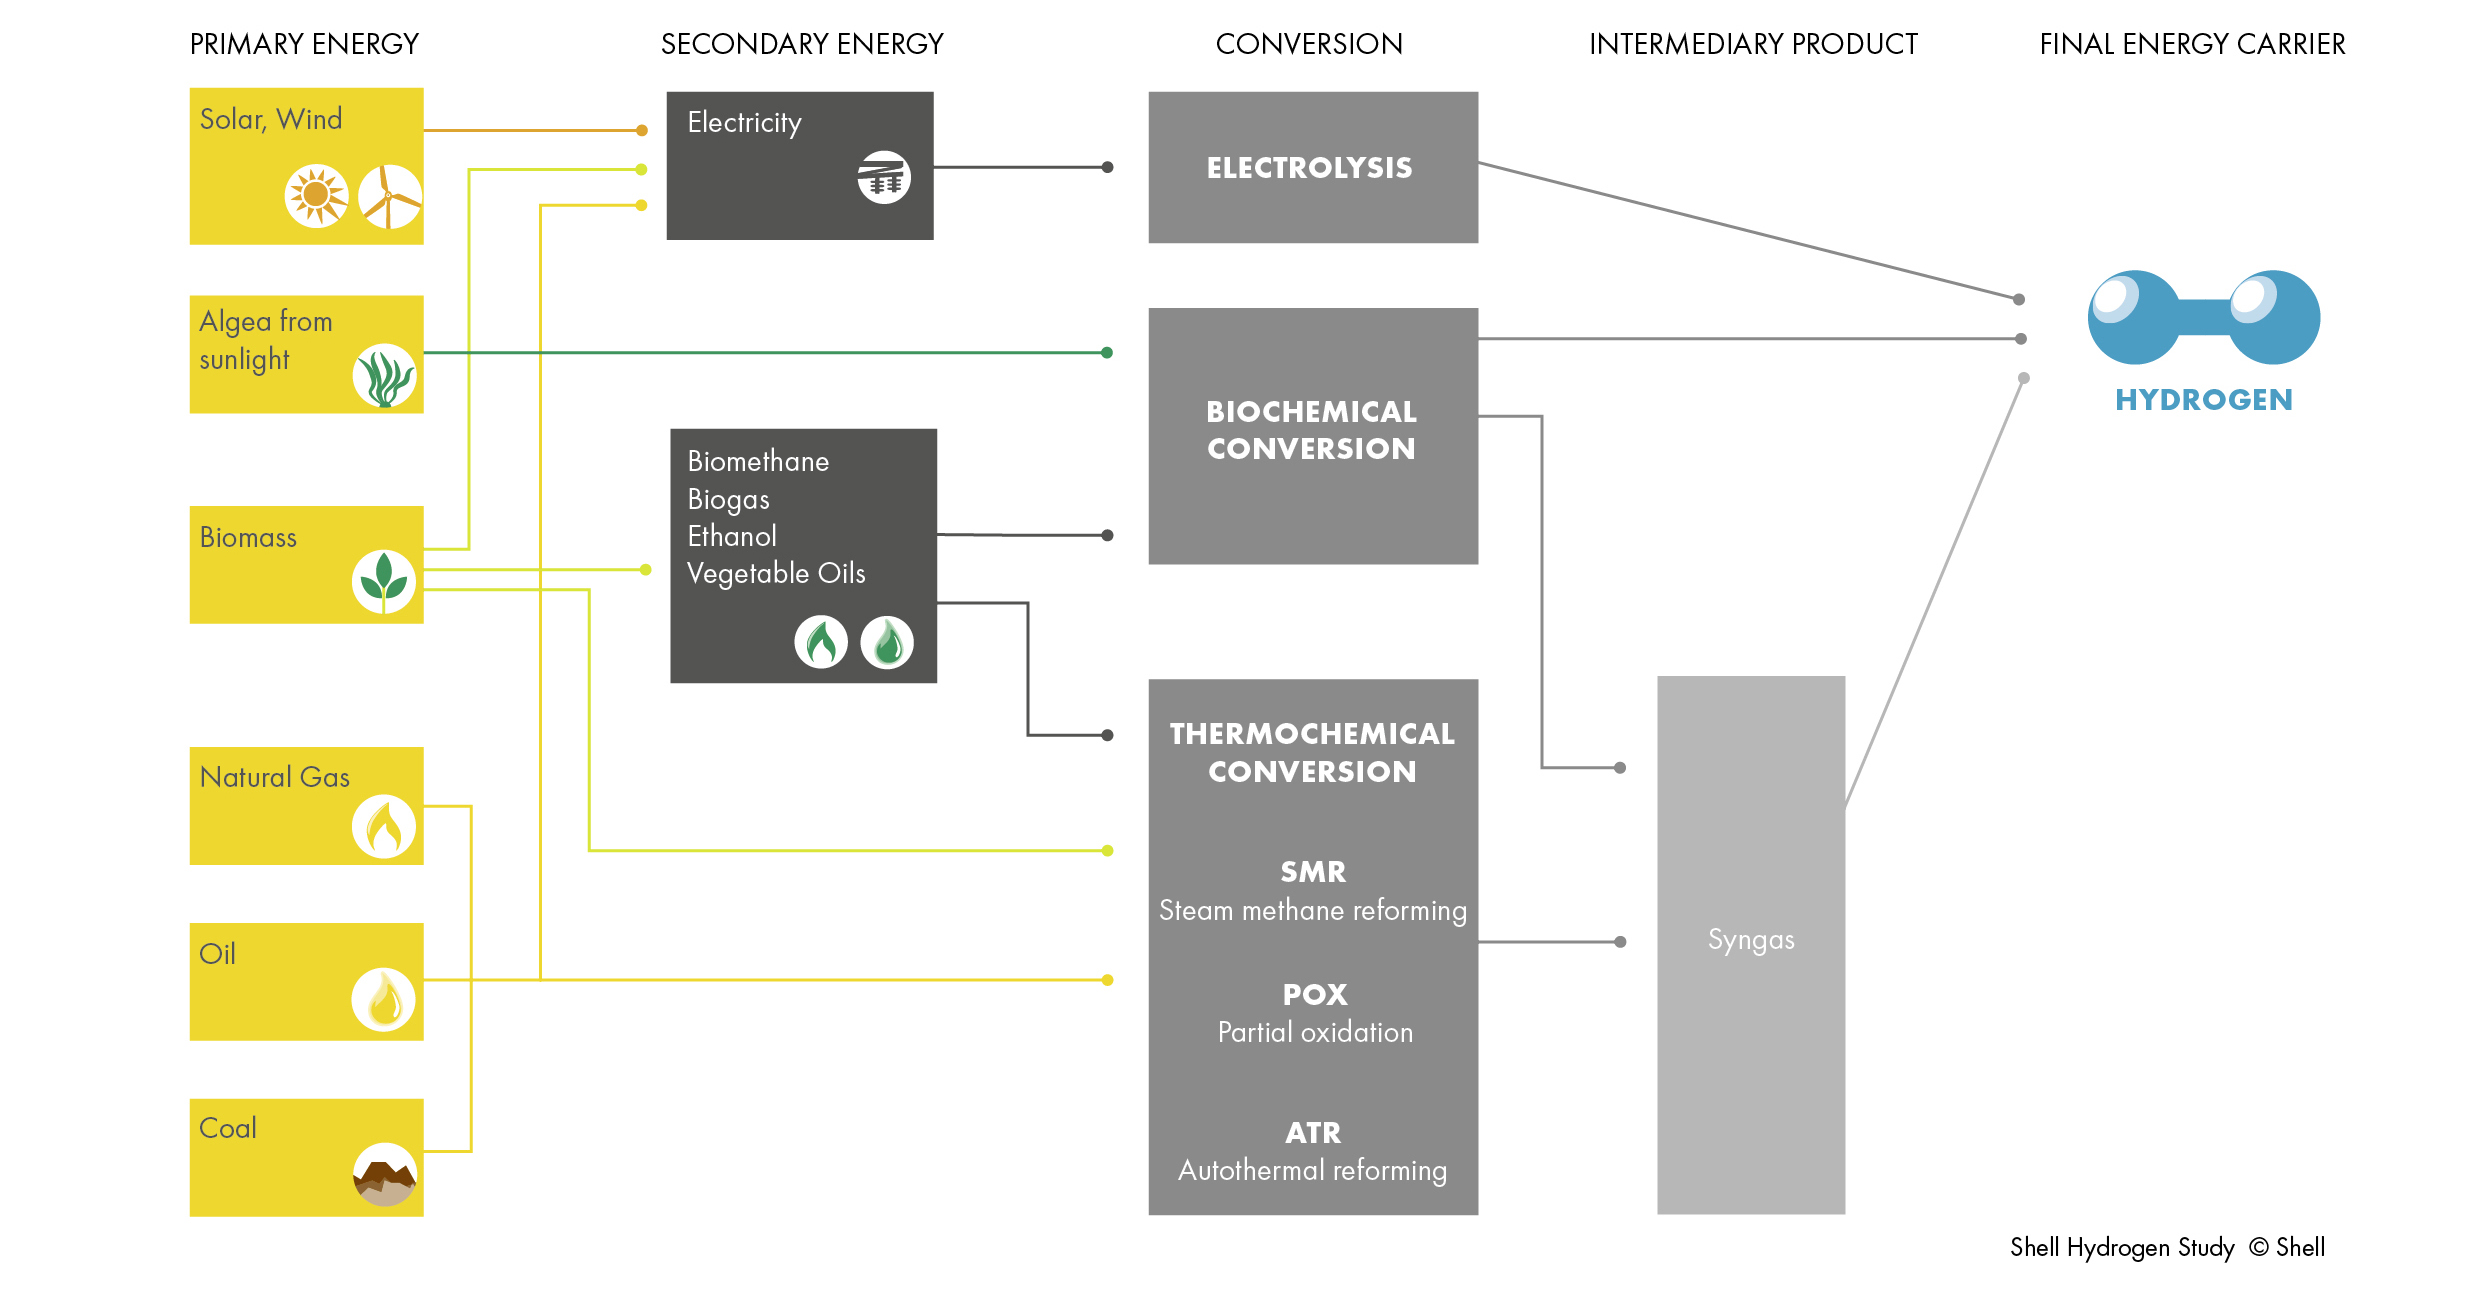 PRIMARY ENERGY
SECONDARY ENERGY
CONVERSION
INTERMEDIARY PRODUCT
FINAL ENERGY CARRIER
Solar, Wind
Electricity
ELECTROLYSIS
Algea from
sunlight
HYDROGEN
BIOCHEMICAL
CONVERSION
Biomethane
Biogas
Ethanol
Vegetable Oils
Biomass
THERMOCHEMICAL
CONVERSION
Natural Gas
SMR
Steam methane reforming
Syngas
Oil
POX
Partial oxidation
Coal
ATR
Autothermal reforming
Shell Hydrogen Study © Shell